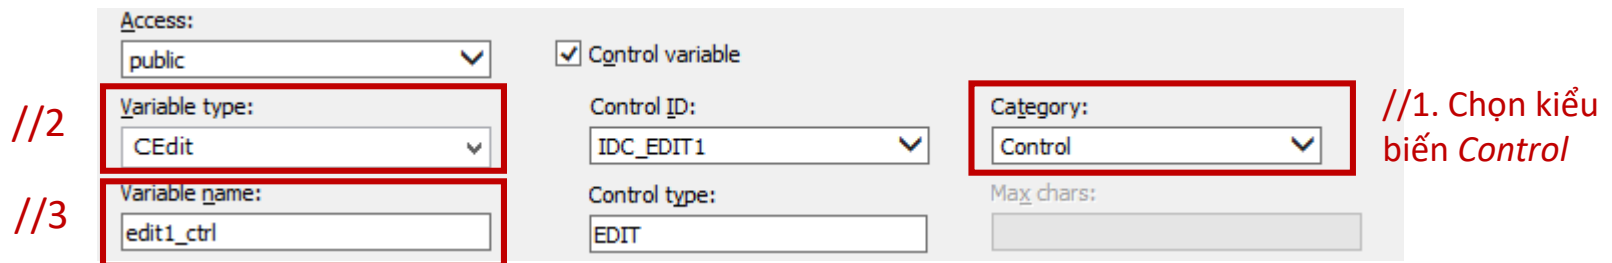 Access:
public
Control variable
//2
Variable type:
CEdit
Control ID:
IDC_EDIT1
Category:
Control
//1. Chọn kiểu
biến Control
//3
Variable name:
edit1_ctrl
Control type:
EDIT
Max chars: